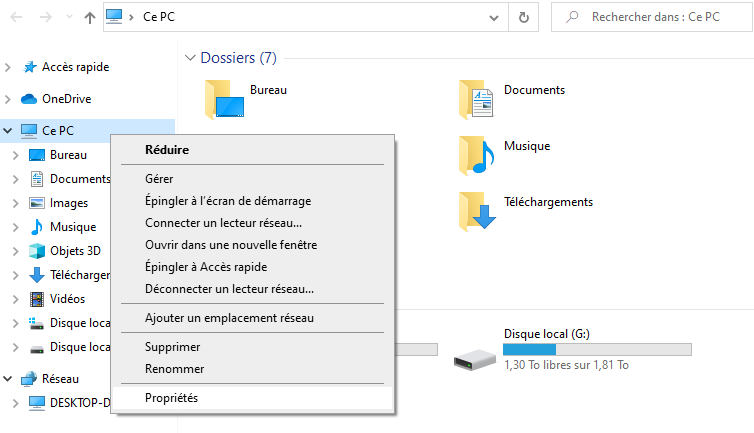 Ce PC
Rechercher dans : Ce PC
Accès rapide
OneDrive
Ce PC
Bureau
Documents
Images
Musique
Objets 3D
Téléchargen
Vidéos
Disque loca
Disque loca
Réseau
DESKTOP-D
Dossiers (7)
Bureau
Documents
Musique
Téléchargements
Réduire
Gérer
Épingler à l'écran de démarrage
Connecter un lecteur réseau...
Ouvrir dans une nouvelle fenêtre
Épingler à Accès rapide
Déconnecter un lecteur réseau...
Ajouter un emplacement réseau
Supprimer
Renommer
Propriétés
Disque local (G:)
1,30 To libres sur 1,81 To